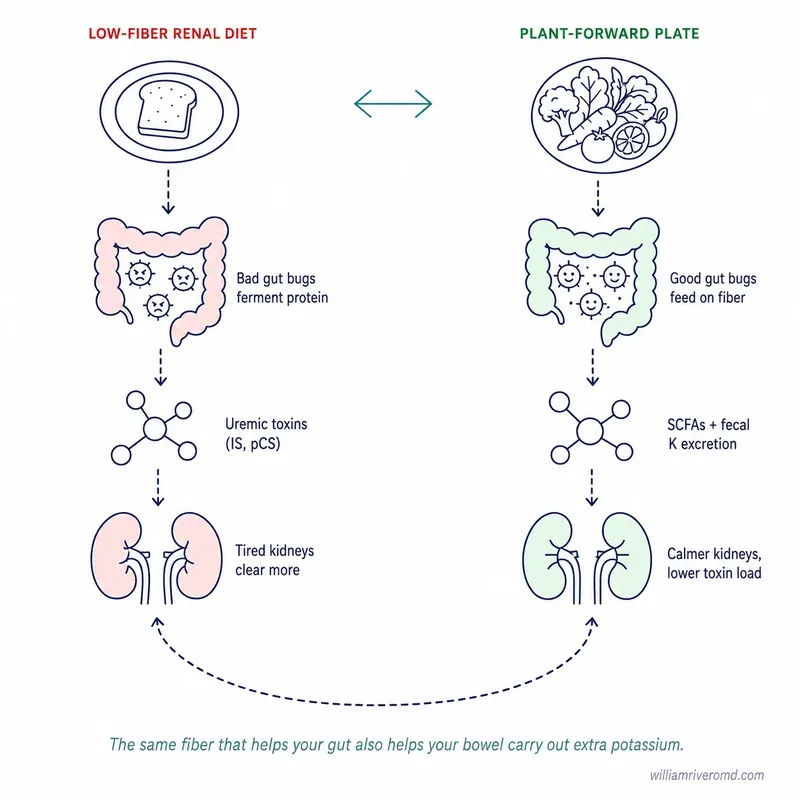 LOW-FIBER RENAL DIET
PLANT-FORWARD PLATE
Bad gut bugs
ferment protein
Good gut bugs
feed on fiber
Uremic toxins
(IS, pCS)
SCFAs + fecal
K excretion
Tired kidneys
clear more
Calmer kidneys,
lower toxin load
The same fiber that helps your gut also helps your bowel carry out extra potassium.
williamriveromd.com